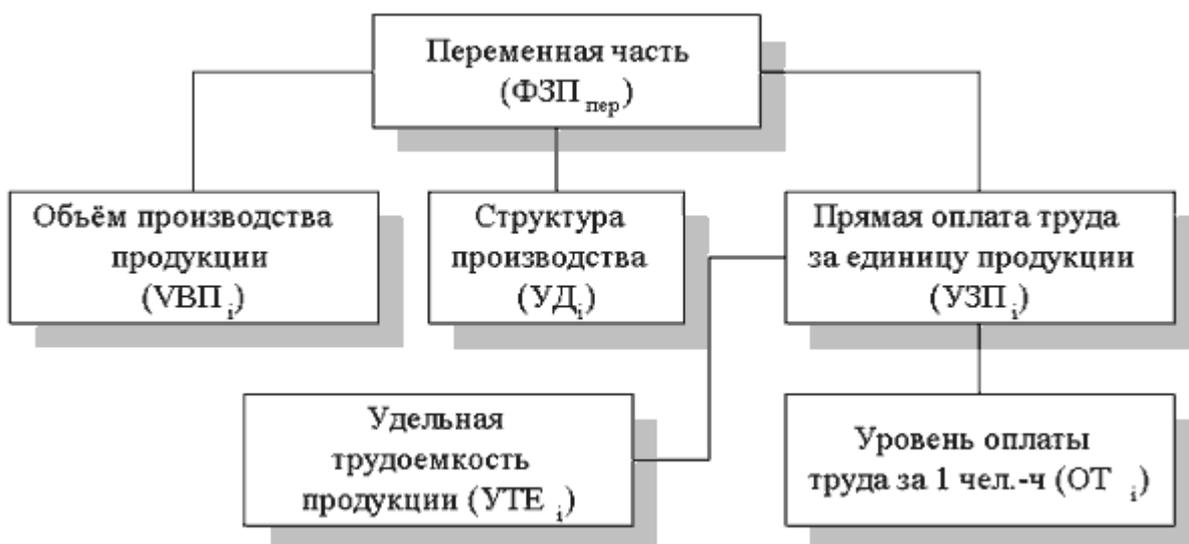 Переменная часть
(ФЗП пер)
Объём производства
продукции
(VВП i)
Структура
производства
(УД i)
Прямая оплата труда
за единицу продукции
(УЗП i)
Удельная
трудоемкость
продукции (УТЕ i)
Уровень оплаты
труда за 1 чел.-ч (ОТ i)